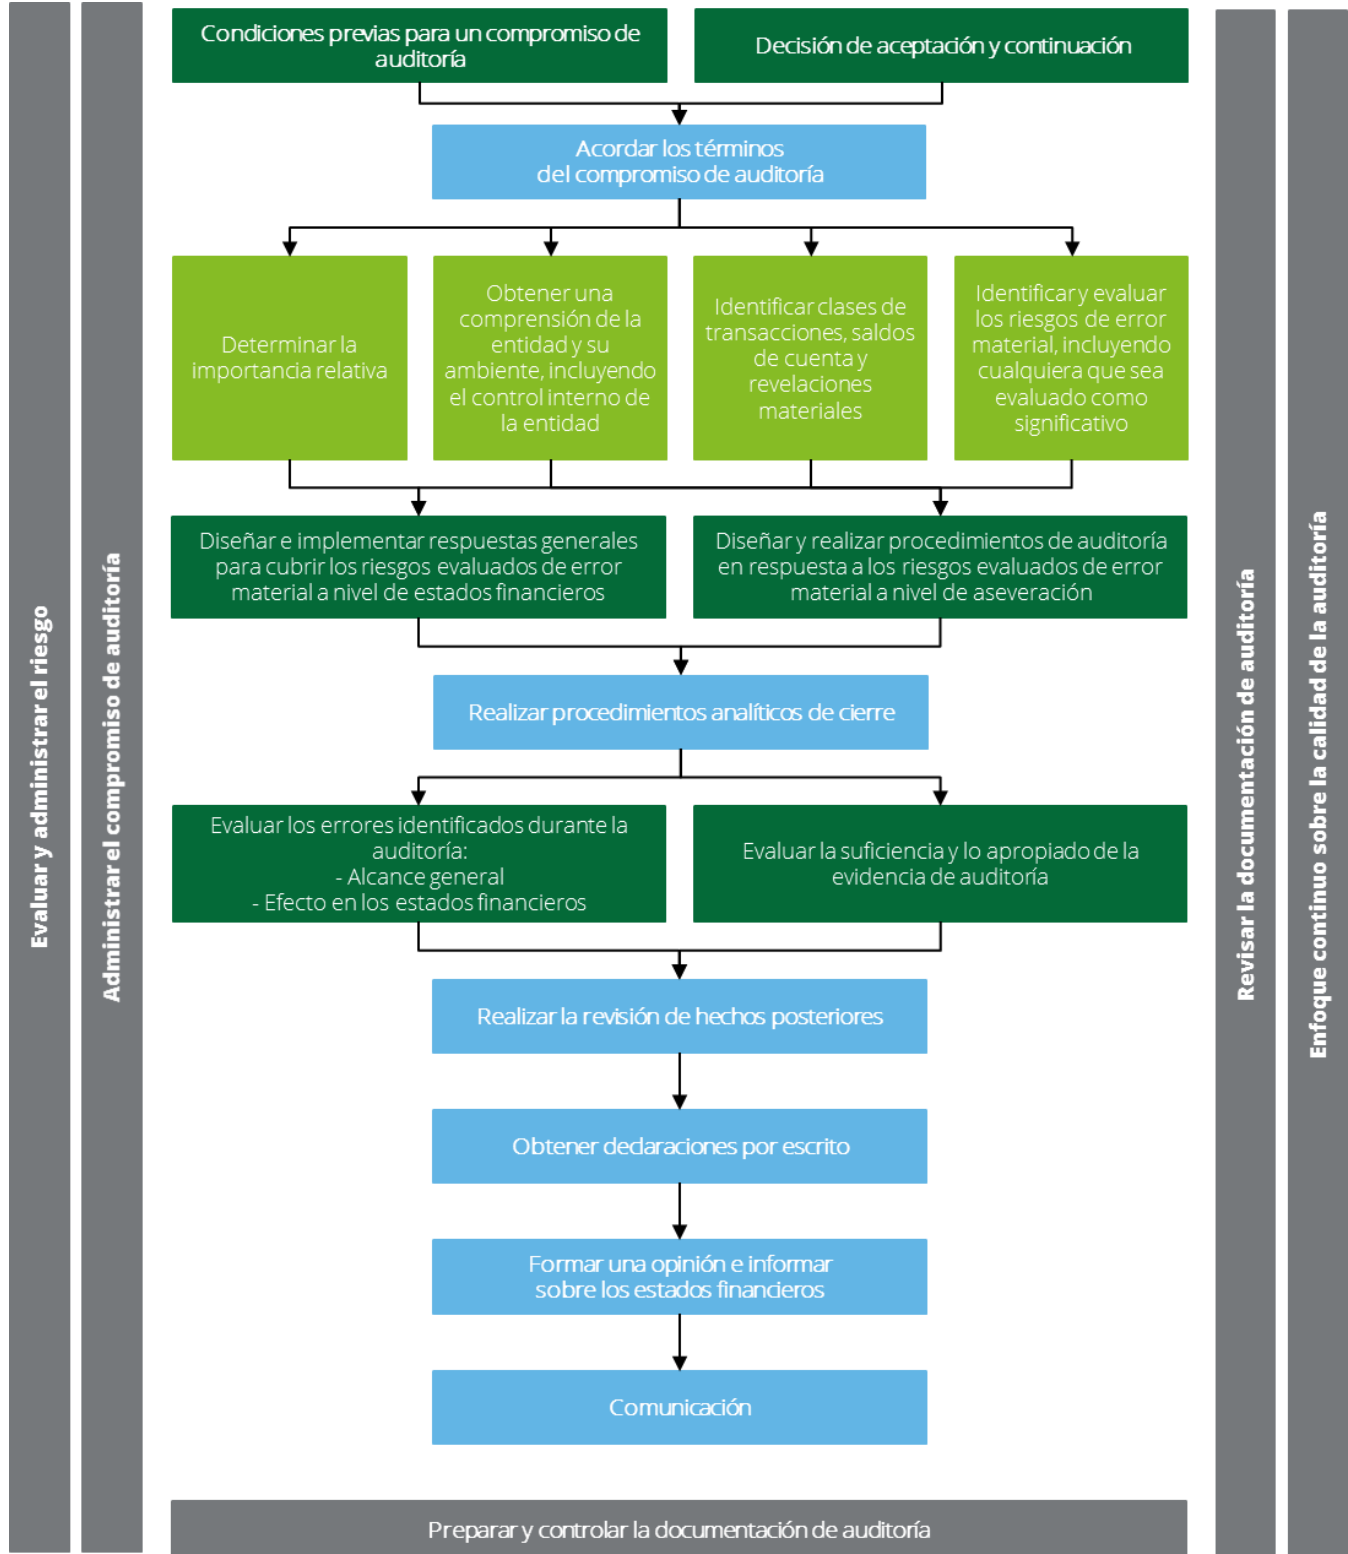 Condiciones previas para un compromiso de
auditoría
Decisión de aceptación y continuación
Acordar los términos
del compromiso de auditoría
Determinar la
importancia relativa
Obtener una
comprensión de la
entidad y su
ambiente, incluyendo
el control interno de
la entidad
Identificar clases de
transacciones, saldos
de cuenta y
revelaciones
materiales
Identificar y evaluar
los riesgos de error
material, incluyendo
cualquiera que sea
evaluado como
significativo
Diseñar e implementar respuestas generales
para cubrir los riesgos evaluados de error
material a nivel de estados financieros
Diseñar y realizar procedimientos de auditoría
en respuesta a los riesgos evaluados de error
material a nivel de aseveración
Realizar procedimientos analíticos de cierre
Evaluar los errores identificados durante la
auditoría:
- Alcance general
- Efecto en los estados financieros
Evaluar la suficiencia y lo apropiado de la
evidencia de auditoría
Realizar la revisión de hechos posteriores
Obtener declaraciones por escrito
Formar una opinión e informar
sobre los estados financieros
Comunicación
Preparar y controlar la documentación de auditoría
Evaluar y administrar el riesgo
Administrar el compromiso de auditoría
Revisar la documentación de auditoría
Enfoque continuo sobre la calidad de la auditoría